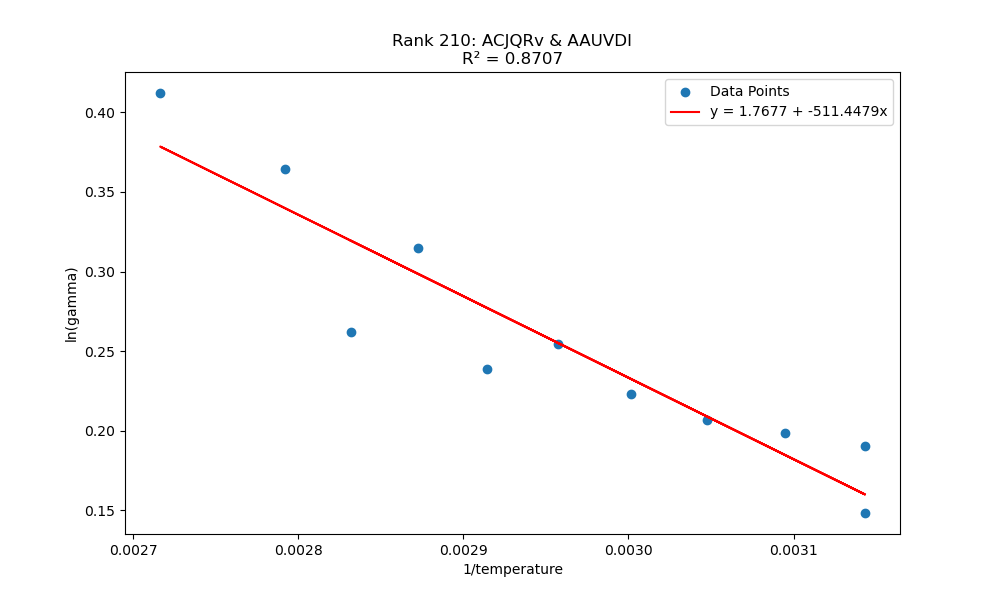 Rank 210: ACJQRv & AAUVDI
R² = 0.8707
Data Points
y = 1.7677 + -511.4479x
0.40
0.35
0.30
0.25
0.20
0.15
ln(gamma)
0.0027
0.0028
0.0029
0.0030
0.0031
1/temperature